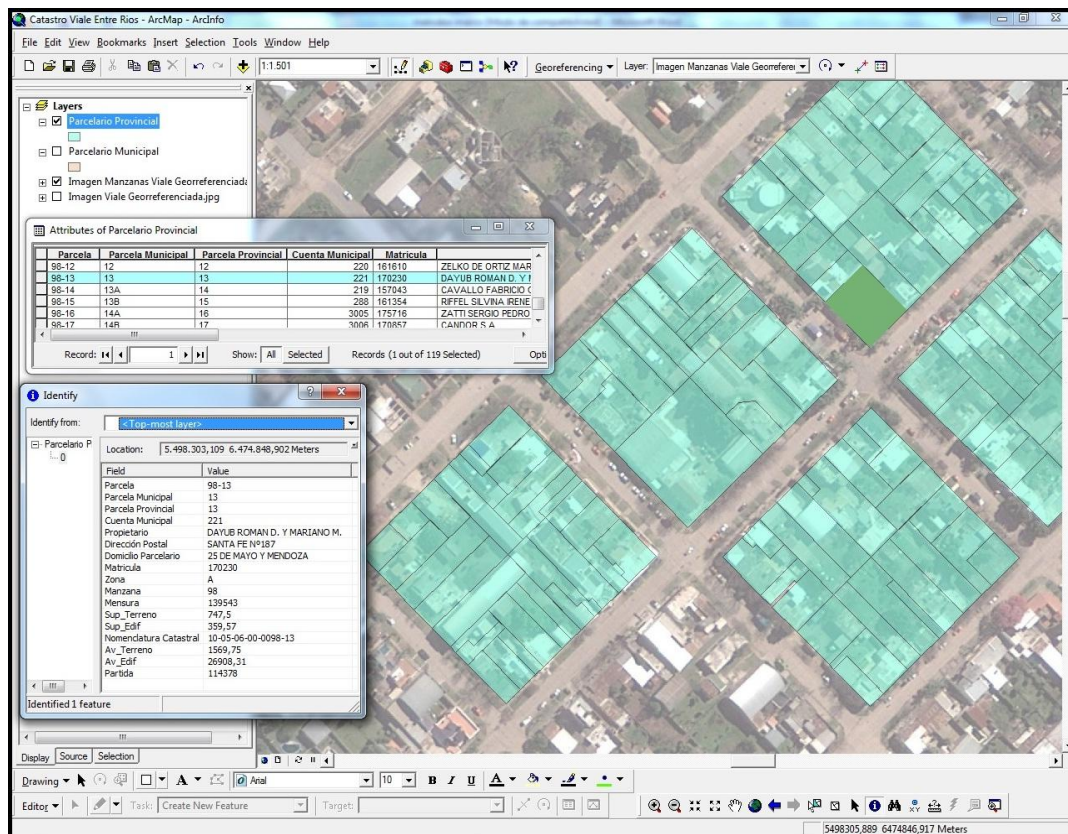 Catastro Viale Entre Rios - ArcMap - ArcInfo
File Edit View Bookmarks Insert Selection Tools Window Help
1:1.501 Georeferencing Layer: Imagen Manzanas Viale Georrefere
Layers
Parcelario Provincial
Parcelario Municipal
Imagen Manzanas Viale Georreferenciada
Imagen Viale Georreferenciada.jpg
Attributes of Parcelario Provincial
Parcela Parcela Municipal Parcela Provincial Cuenta Municipal Matricula
98-12 12 12 220 161610 ZELKO DE ORTIZ MAR
98-13 13 13 221 170230 DAYUB ROMAN D. Y
98-14 13A 14 219 157043 CAVALLO FABRICIO
98-15 13B 15 288 161354 RIFFEL SILVINA IRENE
98-16 14A 16 3005 175716 ZATTI SERGIO PEDRO
98-17 14B 17 3006 170857 CANDOR S.A
Record: 1 Show: All Selected Records (1 out of 119 Selected) Opti
Identify
Identify from: <Top-most layer>
Parcelario P
0
Location: 5.498.303,109 6.474.848,902 Meters
Field Value
Parcela 98-13
Parcela Municipal 13
Parcela Provincial 13
Cuenta Municipal 221
Propietario DAYUB ROMAN D. Y MARIANO M.
Dirección Postal SANTA FE Nº187
Domicilio Parcelario 25 DE MAYO Y MENDOZA
Matricula 170230
Zona A
Manzana 98
Mensura 139543
Sup_Terreno 747,5
Sup_Edif 359,57
Nomenclatura Catastral 10-05-06-00-0098-13
Av_Terreno 1569,75
Av_Edif 26908,31
Partida 114378
Identified 1 feature
Display Source Selection
Drawing A Arial 10 B I U A
Editor Task: Create New Feature Target:
5498305,889 6474846,917 Meters